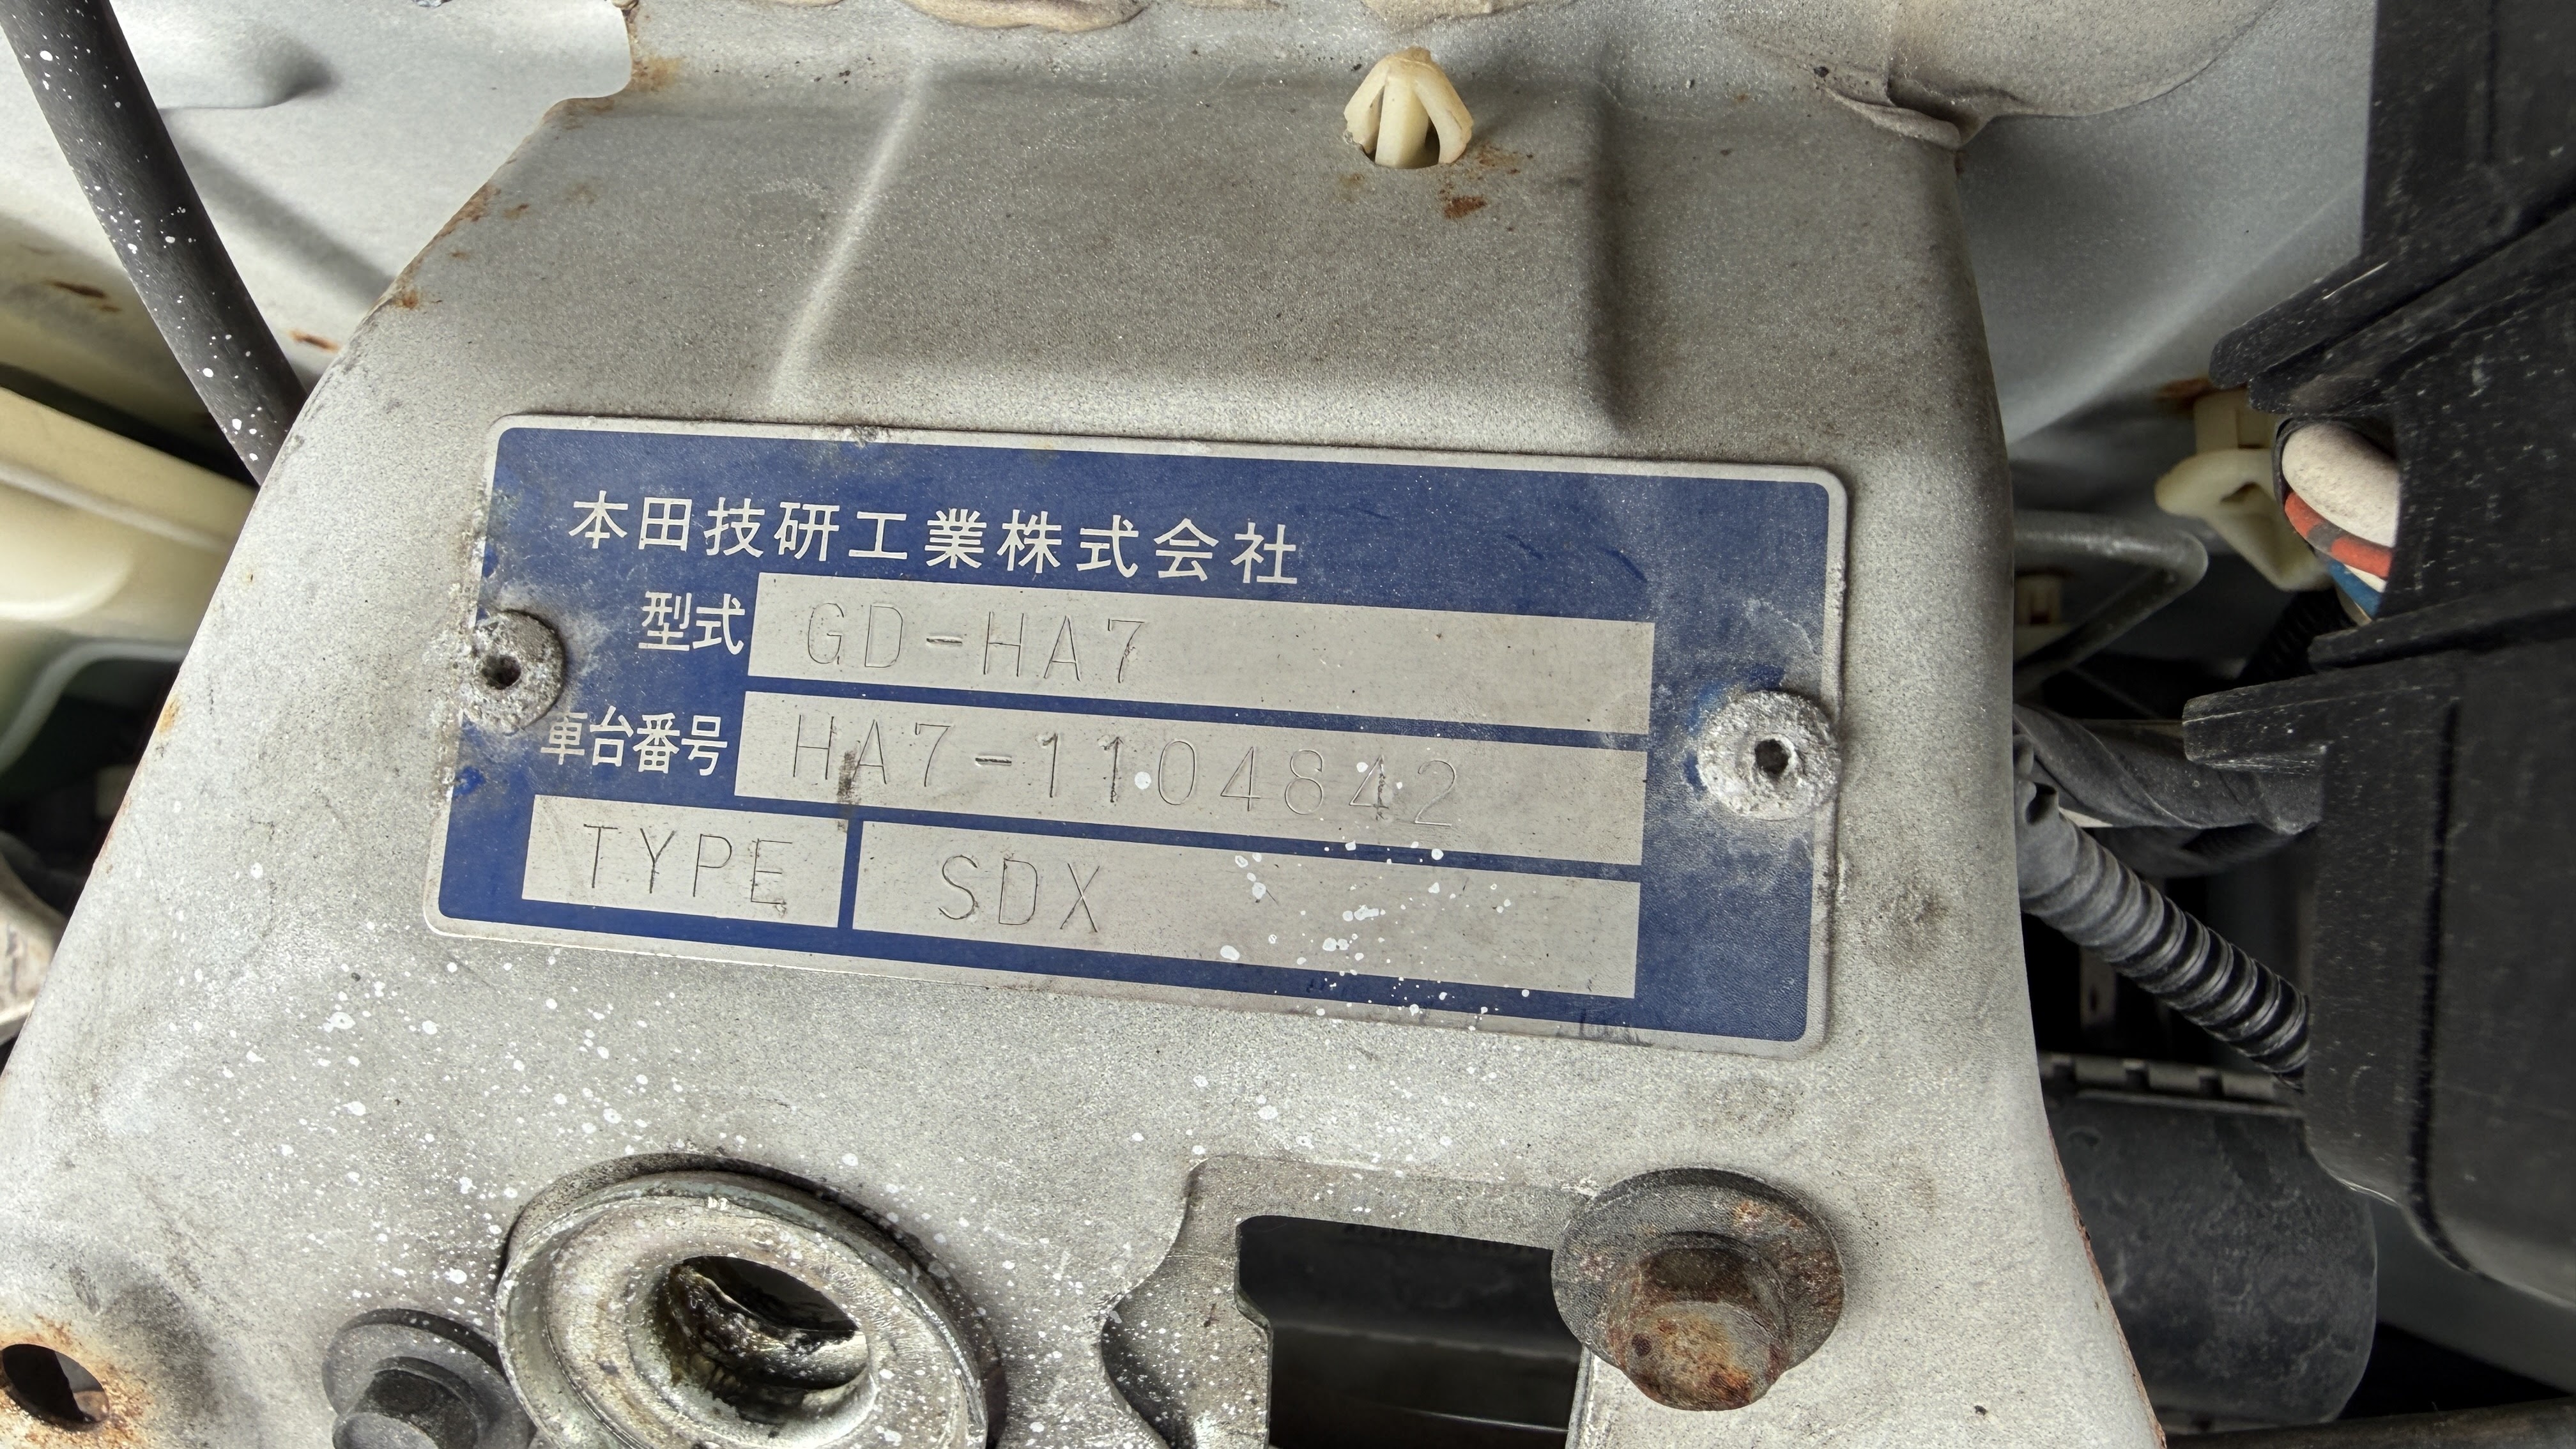 本田技研工業株式会社
型式 GD-HA7
車台番号 HA7-1104842
TYPE SDX